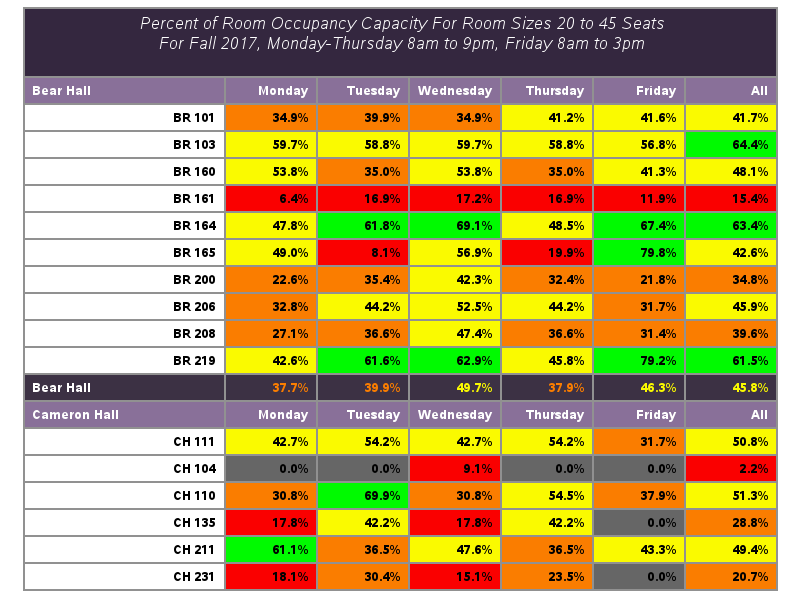 Percent of Room Occupancy Capacity For Room Sizes 20 to 45 Seats
For Fall 2017, Monday-Thursday 8am to 9pm, Friday 8am to 3pm
Bear Hall Monday Tuesday Wednesday Thursday Friday All
BR 101 34.9% 39.9% 34.9% 41.2% 41.6% 41.7%
BR 103 59.7% 58.8% 59.7% 58.8% 56.8% 64.4%
BR 160 53.8% 35.0% 53.8% 35.0% 41.3% 48.1%
BR 161 6.4% 16.9% 17.2% 16.9% 11.9% 15.4%
BR 164 47.8% 61.8% 69.1% 48.5% 67.4% 63.4%
BR 165 49.0% 8.1% 56.9% 19.9% 79.8% 42.6%
BR 200 22.6% 35.4% 42.3% 32.4% 21.8% 34.8%
BR 206 32.8% 44.2% 52.5% 44.2% 31.7% 45.9%
BR 208 27.1% 36.6% 47.4% 36.6% 31.4% 39.6%
BR 219 42.6% 61.6% 62.9% 45.8% 79.2% 61.5%
Bear Hall 37.7% 39.9% 49.7% 37.9% 46.3% 45.8%
Cameron Hall Monday Tuesday Wednesday Thursday Friday All
CH 111 42.7% 54.2% 42.7% 54.2% 31.7% 50.8%
CH 104 0.0% 0.0% 9.1% 0.0% 0.0% 2.2%
CH 110 30.8% 69.9% 30.8% 54.5% 37.9% 51.3%
CH 135 17.8% 42.2% 17.8% 42.2% 0.0% 28.8%
CH 211 61.1% 36.5% 47.6% 36.5% 43.3% 49.4%
CH 231 18.1% 30.4% 15.1% 23.5% 0.0% 20.7%